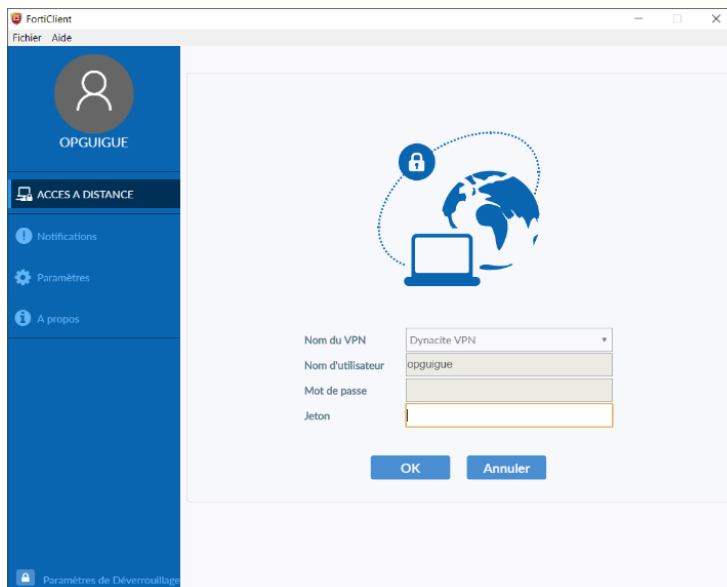 FortiClient
Fichier Aide
OPGUIGUE
ACCES A DISTANCE
Notifications
Paramètres
A propos
Nom du VPN Dynacite VPN
Nom d'utilisateur opguigue
Mot de passe
Jeton
OK Annuler
Paramètres de Déverrouillage